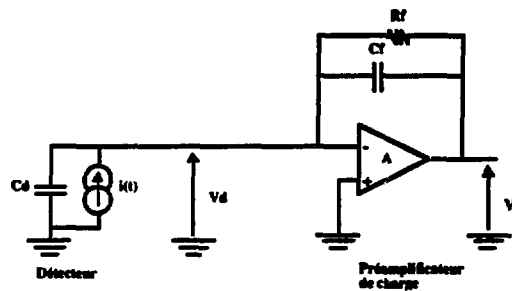 Rf
Cf
-
A
+
Cd
i(t)
Vd
V
Détecteur
Préamplificateur
de charge